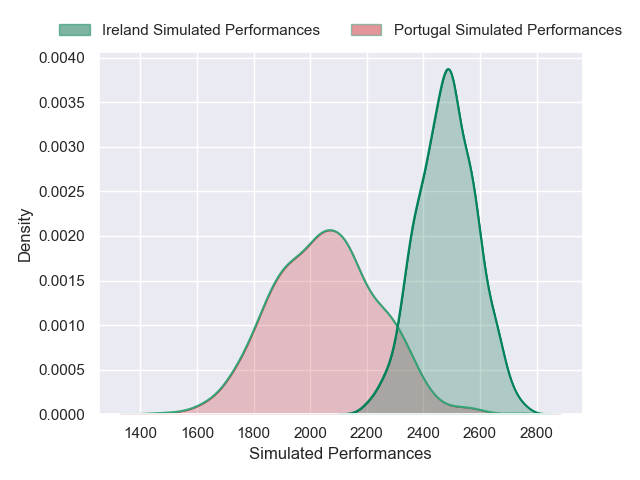 Ireland Simulated Performances Portugal Simulated Performances
0.0040
0.0035
0.0030
0.0025
0.0020
0.0015
0.0010
0.0005
0.0000
Density
1400 1600 1800 2000 2200 2400 2600 2800
Simulated Performances